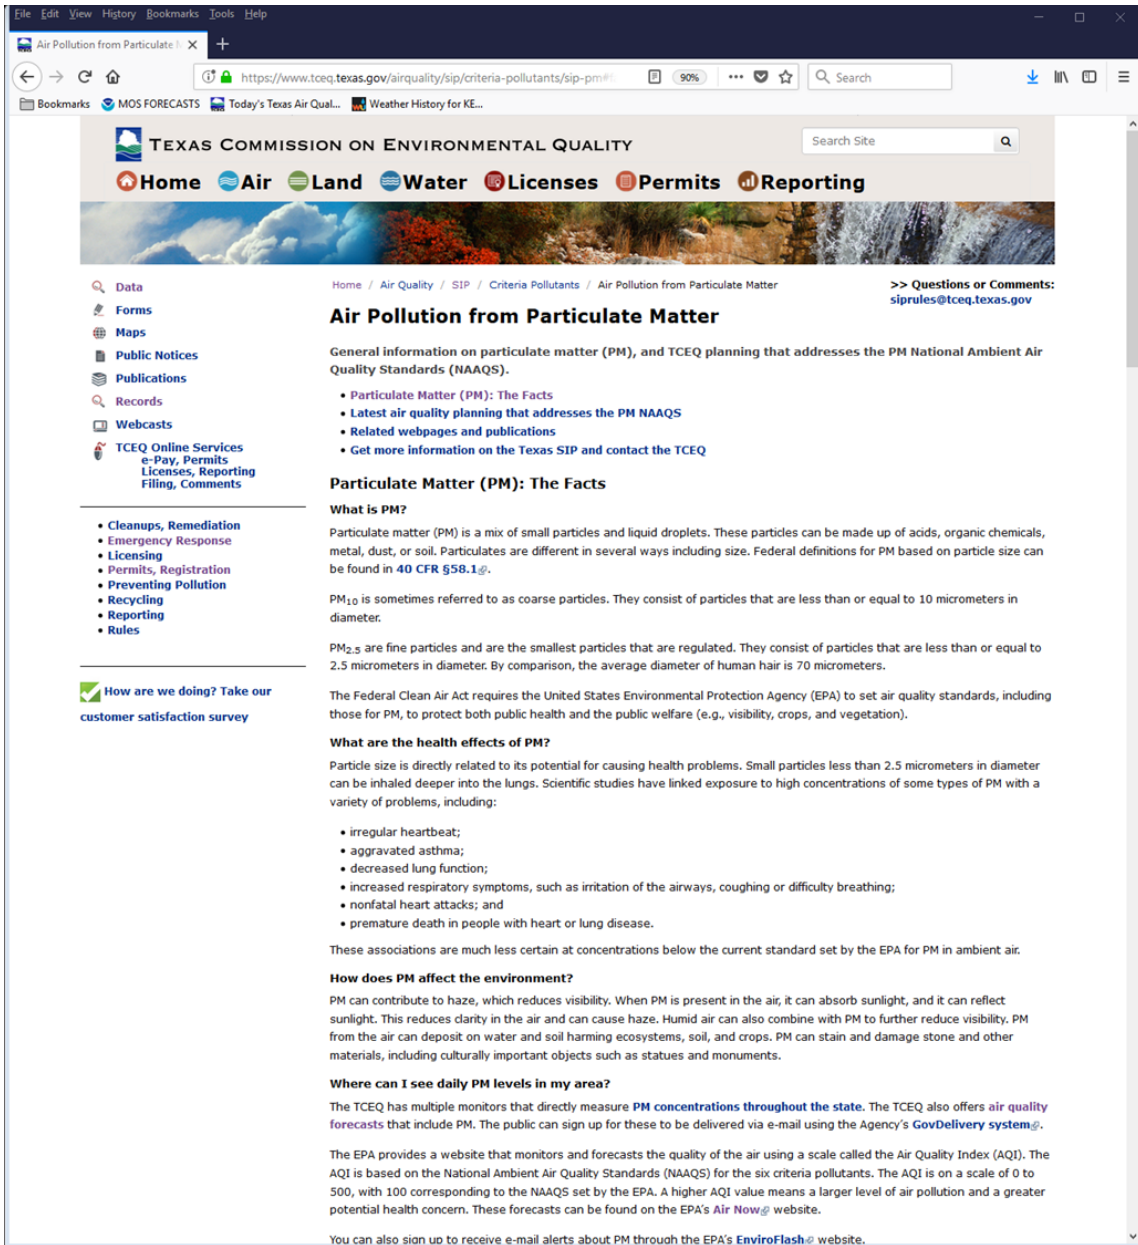 File Edit View History Bookmarks Tools Help
Air Pollution from Particulate M
https://www.tceq.texas.gov/airquality/sip/criteria-pollutants/sip-pm#
90%
Search
Bookmarks MOS FORECASTS Today's Texas Air Qual... Weather History for KE...
TEXAS COMMISSION ON ENVIRONMENTAL QUALITY
Search Site
Home Air Land Water Licenses Permits Reporting
Data
Forms
Maps
Public Notices
Publications
Records
Webcasts
TCEQ Online Services
e-Pay, Permits
Licenses, Reporting
Filing, Comments
• Cleanups, Remediation
• Emergency Response
• Licensing
• Permits, Registration
• Preventing Pollution
• Recycling
• Reporting
• Rules
How are we doing? Take our
customer satisfaction survey
Home / Air Quality / SIP / Criteria Pollutants / Air Pollution from Particulate Matter
>> Questions or Comments:
siprules@tceq.texas.gov
Air Pollution from Particulate Matter
General information on particulate matter (PM), and TCEQ planning that addresses the PM National Ambient Air
Quality Standards (NAAQS).
• Particulate Matter (PM): The Facts
• Latest air quality planning that addresses the PM NAAQS
• Related webpages and publications
• Get more information on the Texas SIP and contact the TCEQ
Particulate Matter (PM): The Facts
What is PM?
Particulate matter (PM) is a mix of small particles and liquid droplets. These particles can be made up of acids, organic chemicals,
metal, dust, or soil. Particulates are different in several ways including size. Federal definitions for PM based on particle size can
be found in 40 CFR §58.1.
PM10 is sometimes referred to as coarse particles. They consist of particles that are less than or equal to 10 micrometers in
diameter.
PM2.5 are fine particles and are the smallest particles that are regulated. They consist of particles that are less than or equal to
2.5 micrometers in diameter. By comparison, the average diameter of human hair is 70 micrometers.
The Federal Clean Air Act requires the United States Environmental Protection Agency (EPA) to set air quality standards, including
those for PM, to protect both public health and the public welfare (e.g., visibility, crops, and vegetation).
What are the health effects of PM?
Particle size is directly related to its potential for causing health problems. Small particles less than 2.5 micrometers in diameter
can be inhaled deeper into the lungs. Scientific studies have linked exposure to high concentrations of some types of PM with a
variety of problems, including:
• irregular heartbeat;
• aggravated asthma;
• decreased lung function;
• increased respiratory symptoms, such as irritation of the airways, coughing or difficulty breathing;
• nonfatal heart attacks; and
• premature death in people with heart or lung disease.
These associations are much less certain at concentrations below the current standard set by the EPA for PM in ambient air.
How does PM affect the environment?
PM can contribute to haze, which reduces visibility. When PM is present in the air, it can absorb sunlight, and it can reflect
sunlight. This reduces clarity in the air and can cause haze. Humid air can also combine with PM to further reduce visibility. PM
from the air can deposit on water and soil harming ecosystems, soil, and crops. PM can stain and damage stone and other
materials, including culturally important objects such as statues and monuments.
Where can I see daily PM levels in my area?
The TCEQ has multiple monitors that directly measure PM concentrations throughout the state. The TCEQ also offers air quality
forecasts that include PM. The public can sign up for these to be delivered via e-mail using the Agency's GovDelivery system.
The EPA provides a website that monitors and forecasts the quality of the air using a scale called the Air Quality Index (AQI). The
AQI is based on the National Ambient Air Quality Standards (NAAQS) for the six criteria pollutants. The AQI is on a scale of 0 to
500, with 100 corresponding to the NAAQS set by the EPA. A higher AQI value means a larger level of air pollution and a greater
potential health concern. These forecasts can be found on the EPA's Air Now website.
You can also sign up to receive e-mail alerts about PM through the EPA's EnviroFlash website.